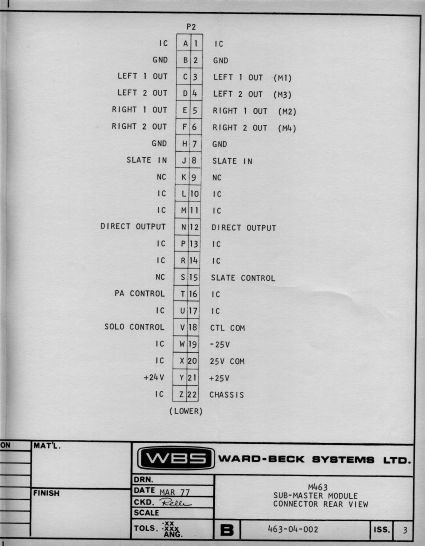 P2
IC A 1 IC
GND B 2 GND
LEFT 1 OUT C 3 LEFT 1 OUT (M1)
LEFT 2 OUT D 4 LEFT 2 OUT (M3)
RIGHT 1 OUT E 5 RIGHT 1 OUT (M2)
RIGHT 2 OUT F 6 RIGHT 2 OUT (M4)
GND H 7 GND
SLATE IN J 8 SLATE IN
NC K 9 NC
IC L 10 IC
IC M 11 IC
DIRECT OUTPUT N 12 DIRECT OUTPUT
IC P 13 IC
IC R 14 IC
NC S 15 SLATE CONTROL
PA CONTROL T 16 IC
IC U 17 IC
SOLO CONTROL V 18 CTL COM
IC W 19 -25V
IC X 20 25V COM
+24V Y 21 +25V
IC Z 22 CHASSIS
(LOWER)
ON MAT'L.
WBS WARD-BECK SYSTEMS LTD.
FINISH
DRN.
DATE MAR 77
CKD.
SCALE
TOLS. .XX
.XXX
ANG.
M463
SUB-MASTER MODULE
CONNECTOR REAR VIEW
B 463-04-002 ISS. 3